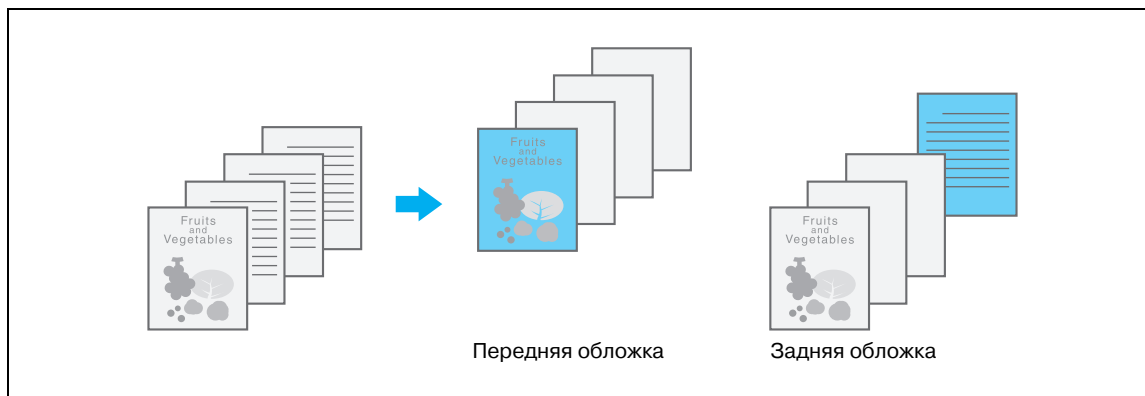 Fruits
and
Vegetables
Fruits
and
Vegetables
Fruits
and
Vegetables
Передняя обложка
Задняя обложка